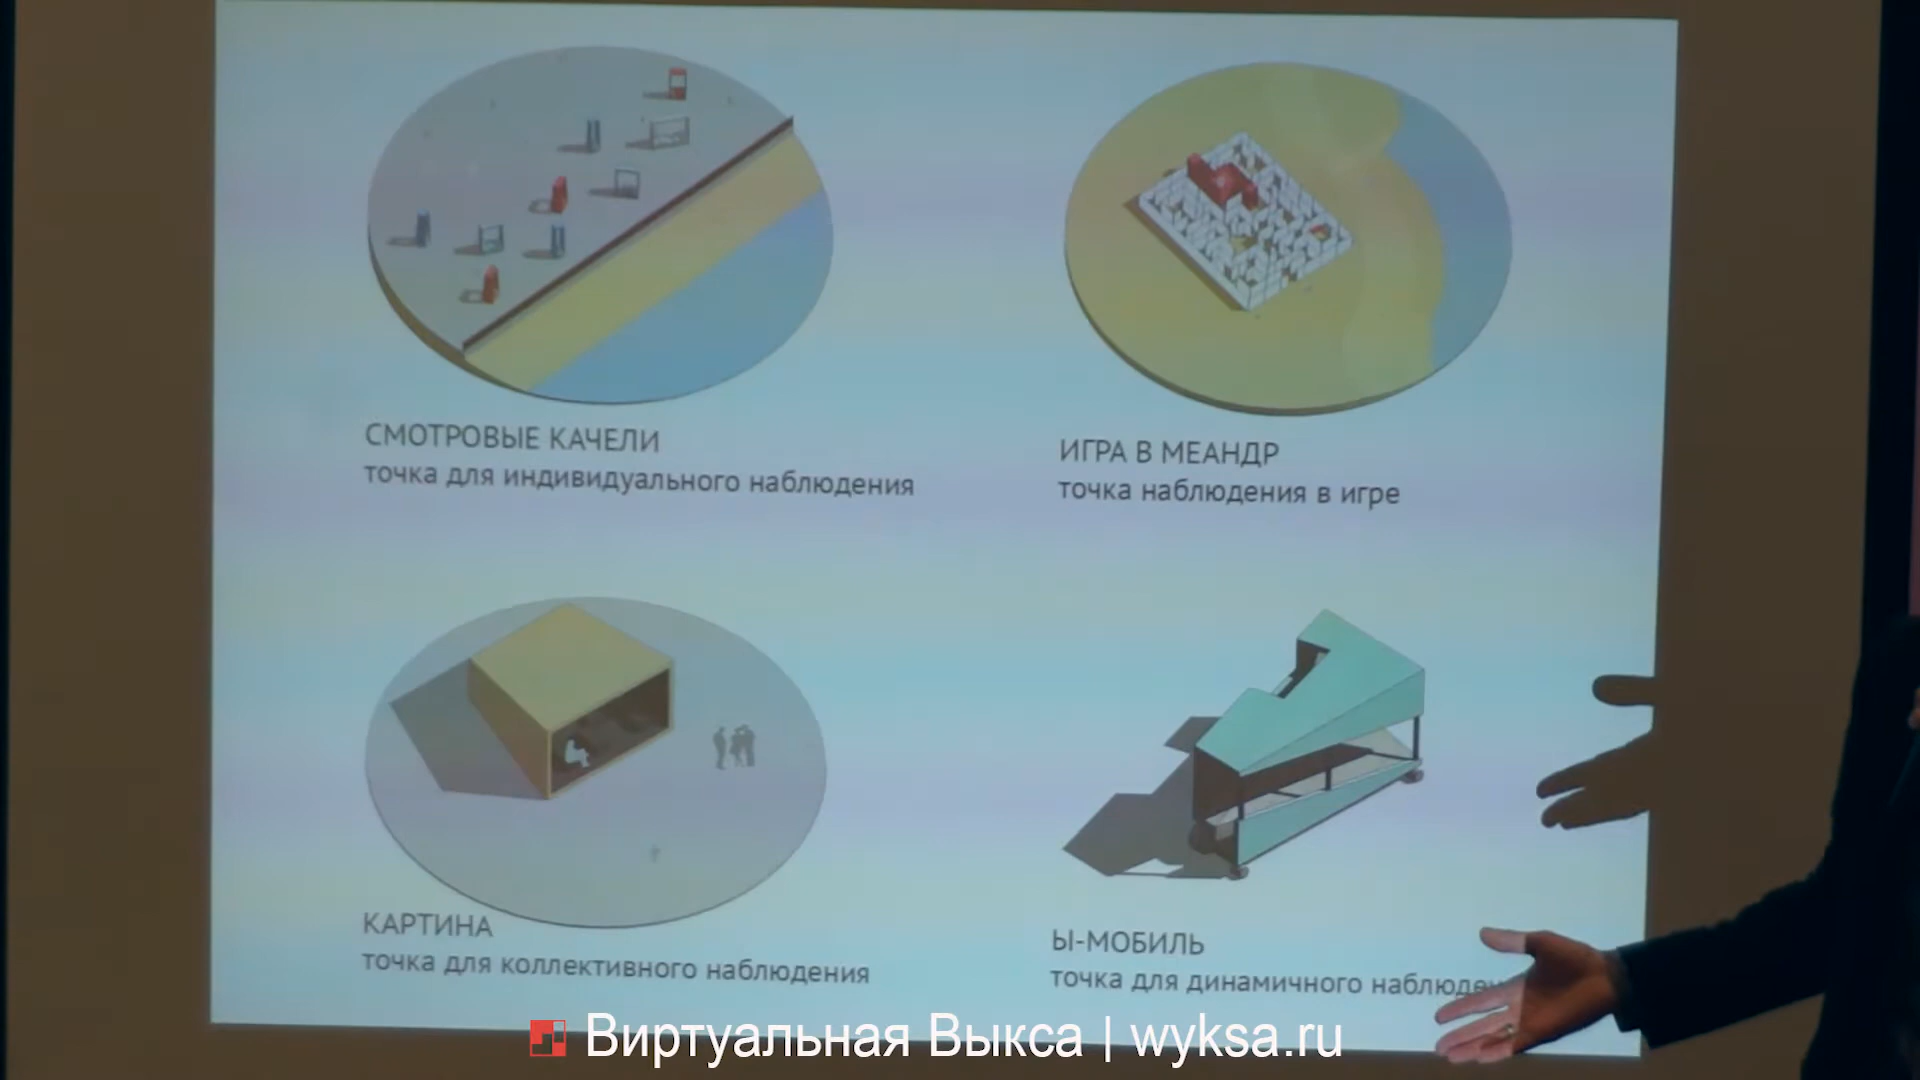 СМОТРОВЫЕ КАЧЕЛИ
точка для индивидуального наблюдения
ИГРА В МЕАНДР
точка наблюдения в игре
КАРТИНА
точка для коллективного наблюдения
Ы-МОБИЛЬ
точка для динамичного
Виртуальная Выкса | wyksa.ru